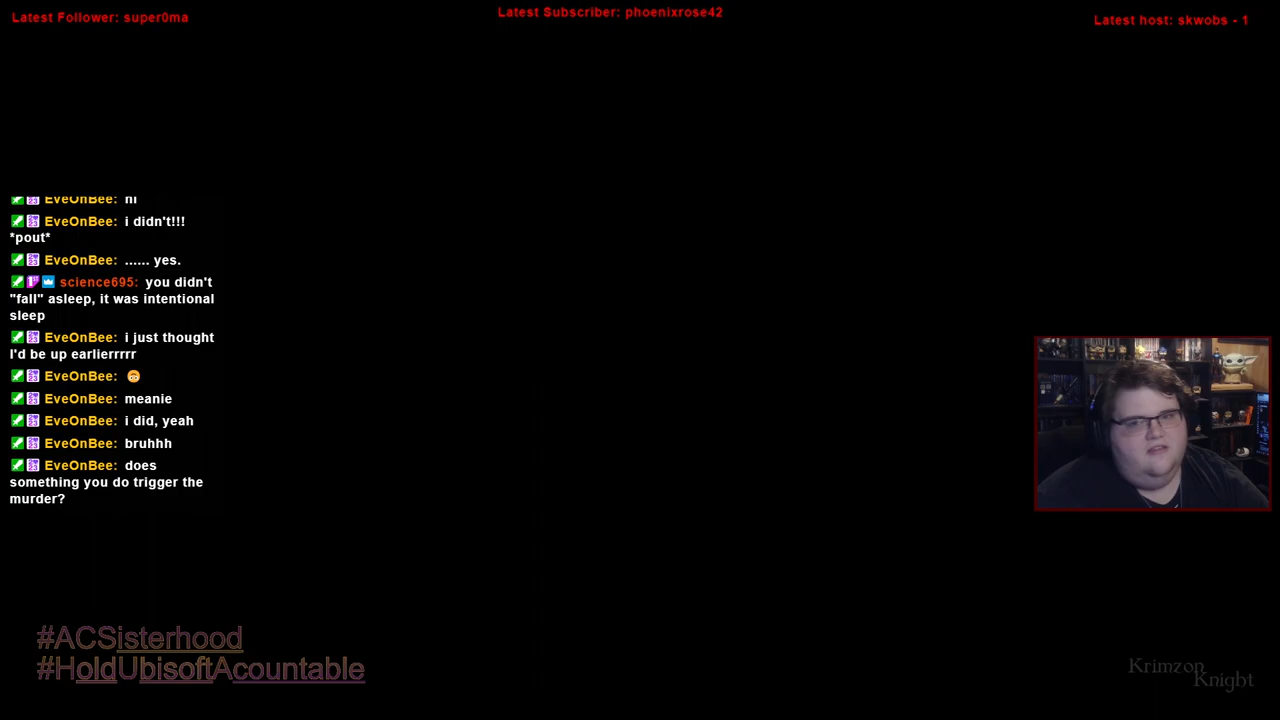 Latest Follower: super0ma
Latest Subscriber: phoenixrose42
Latest host: skwobs - 1
EveOnBee: hi
EveOnBee: i didn't!!!
*pout*
EveOnBee: ...... yes.
science695: you didn't
"fall" asleep, it was intentional
sleep
EveOnBee: i just thought
I'd be up earlierrrrr
EveOnBee:
EveOnBee: meanie
EveOnBee: i did, yeah
EveOnBee: bruhhh
EveOnBee: does
something you do trigger the
murder?
#ACSisterhood
#HoldUbisoftAcountable
Krimzon
Knight